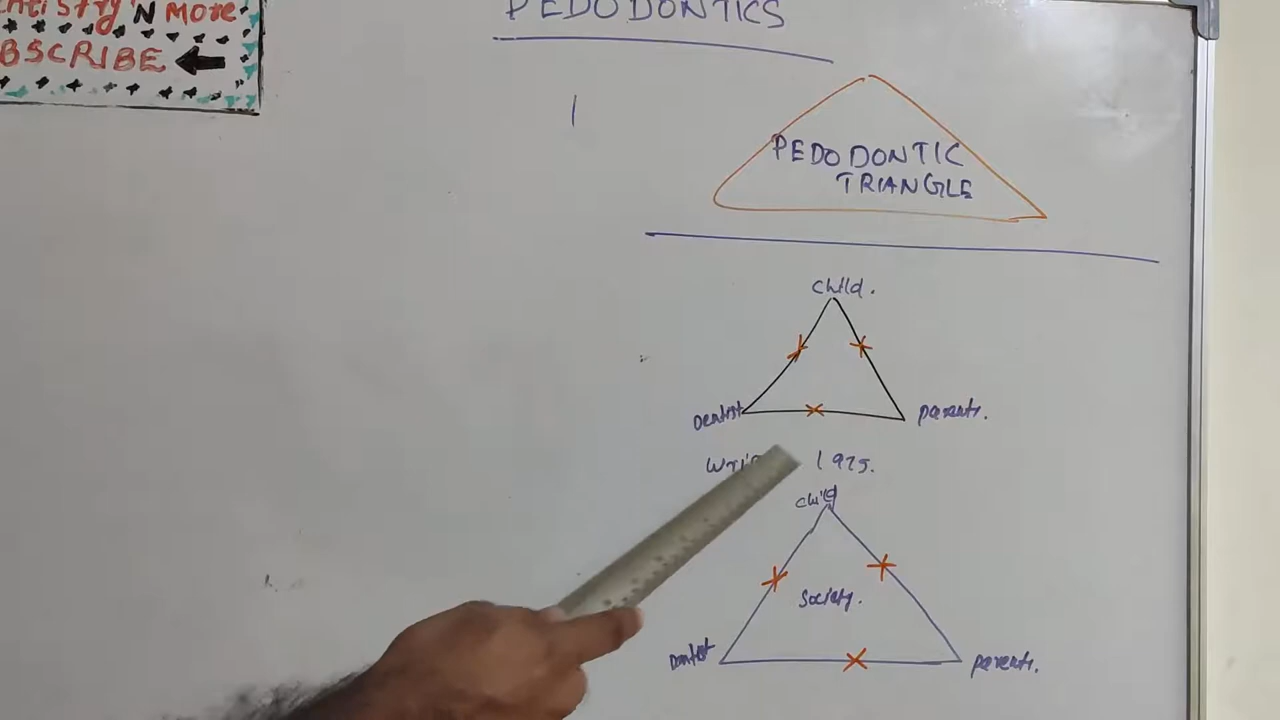 'N More
PEDODONTICS
BSCRIBE
PEDODONTIC
TRIANGLE
child.
Dentist
parents.
1975.
child
society.
Dentist
parents.